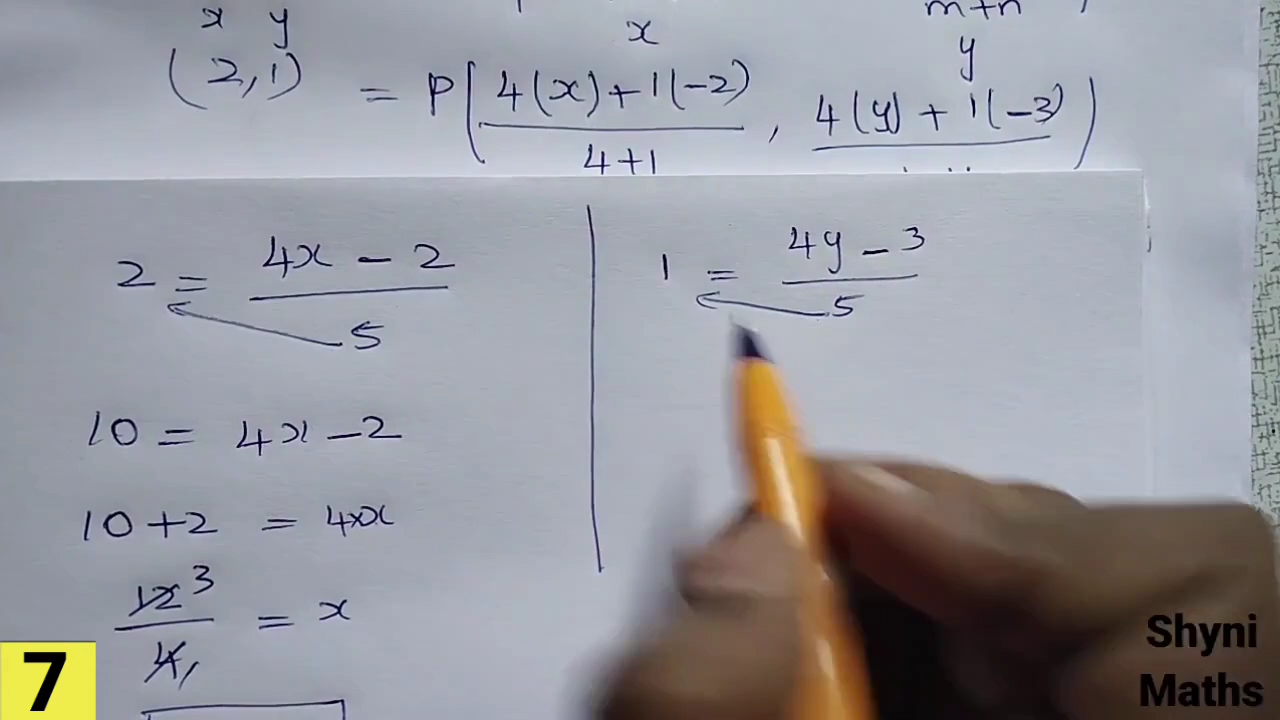 m+n
x y x y
(2,1) = P( 4(x)+1(-2) / 4+1 , 4(y)+1(-3) / )
2 = 4x - 2 / 5
1 = 4y - 3 / 5
10 = 4x - 2
10 + 2 = 4x
12 3 / 4 1 = x
7
Shyni
Maths